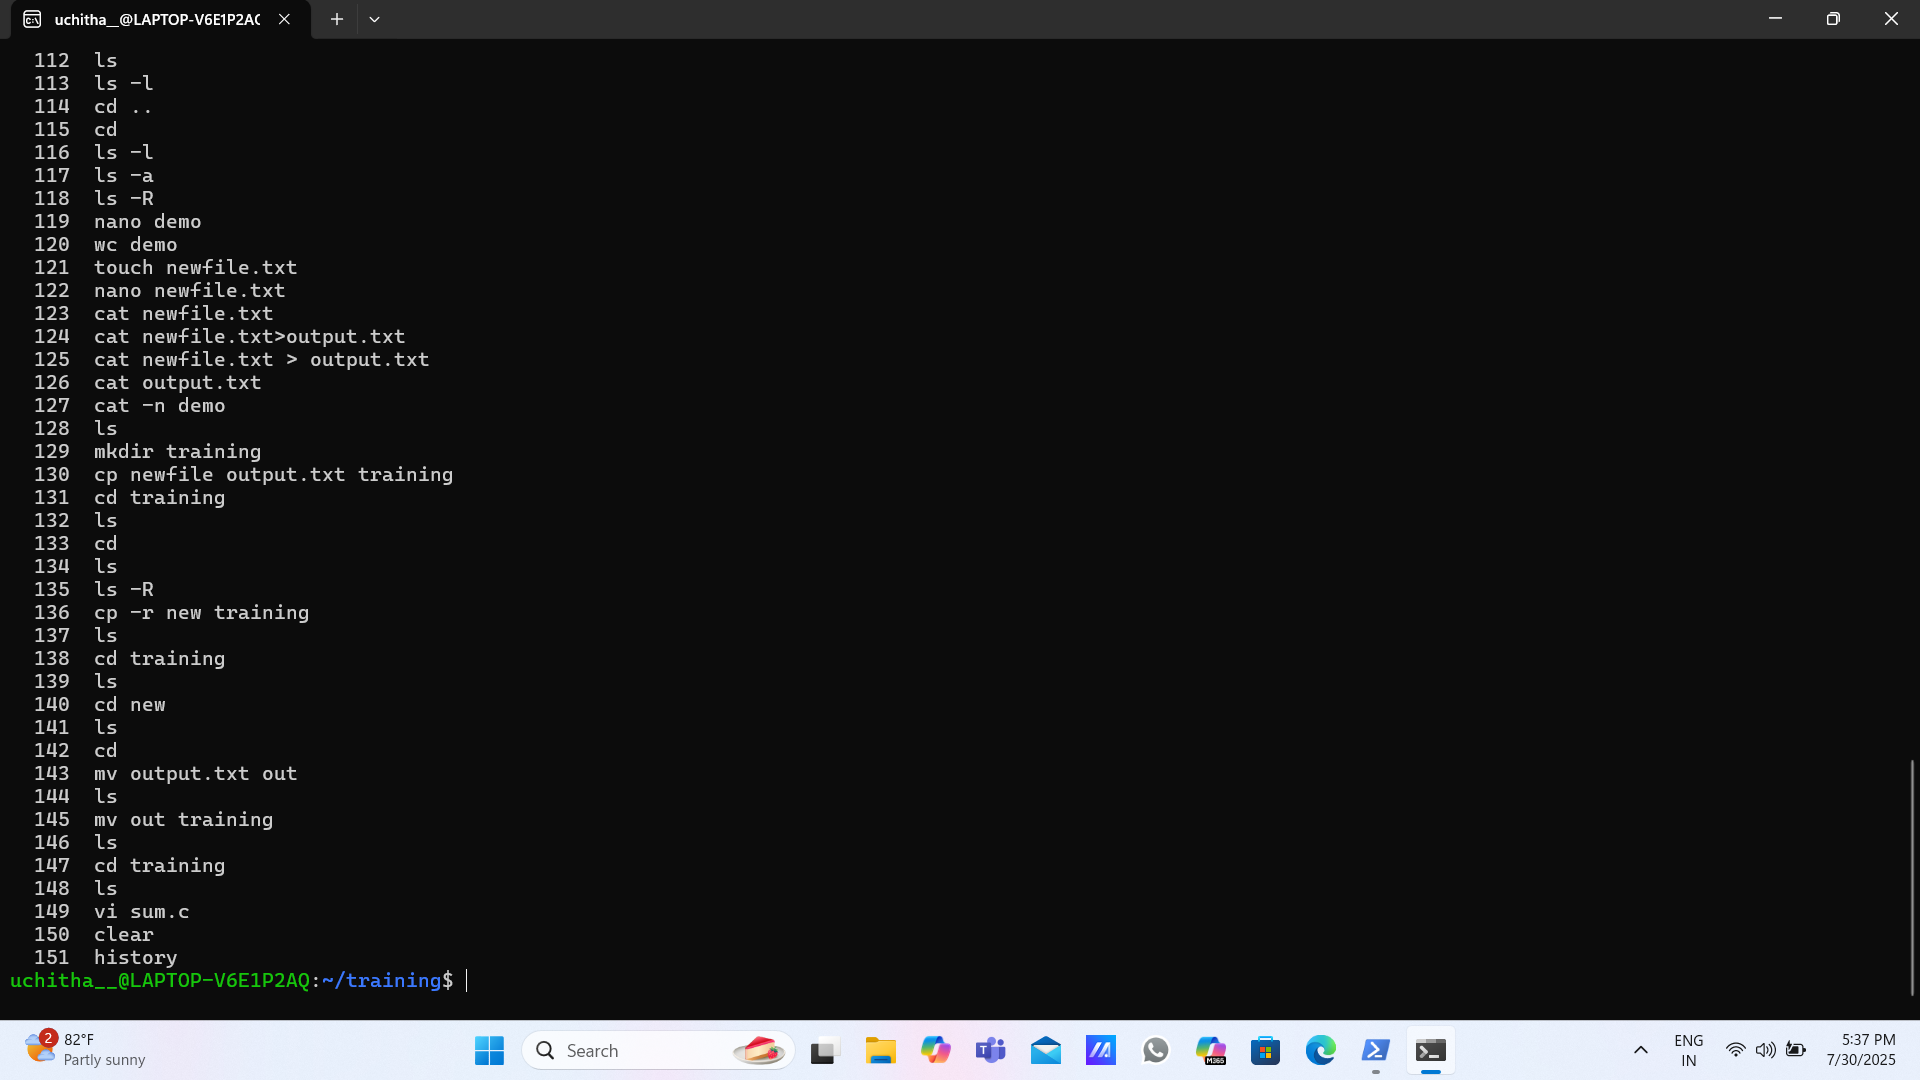 uchitha__@LAPTOP-V6E1P2AQ
112 ls
113 ls -l
114 cd ..
115 cd
116 ls -l
117 ls -a
118 ls -R
119 nano demo
120 wc demo
121 touch newfile.txt
122 nano newfile.txt
123 cat newfile.txt
124 cat newfile.txt>output.txt
125 cat newfile.txt > output.txt
126 cat output.txt
127 cat -n demo
128 ls
129 mkdir training
130 cp newfile output.txt training
131 cd training
132 ls
133 cd
134 ls
135 ls -R
136 cp -r new training
137 ls
138 cd training
139 ls
140 cd new
141 ls
142 cd
143 mv output.txt out
144 ls
145 mv out training
146 ls
147 cd training
148 ls
149 vi sum.c
150 clear
151 history
uchitha__@LAPTOP-V6E1P2AQ:~/training$
2
82°F
Partly sunny
Search
M365
ENG
IN
5:37 PM
7/30/2025